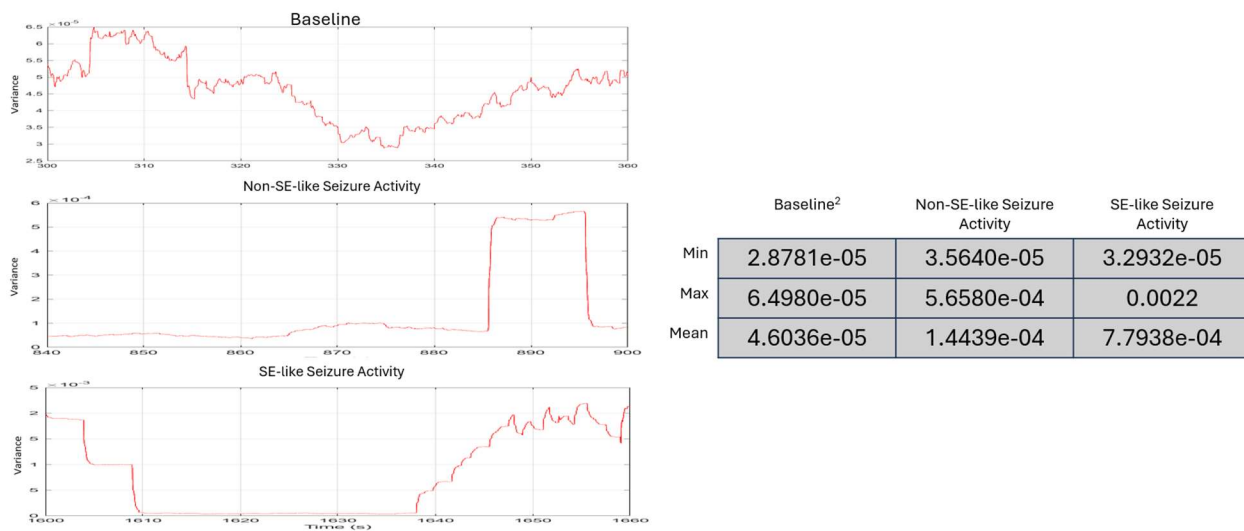 Baseline
× 10⁻⁵
6.5
6
5.5
5
4.5
4
3.5
3
2.5
Variance
300 310 320 330 340 350 360
Non-SE-like Seizure Activity
× 10⁻⁴
6
5
4
3
2
1
0
Variance
840 850 860 870 880 890 900
SE-like Seizure Activity
× 10⁻³
5
2
5
1
5
0
Variance
1600 1610 1620 1630 1640 1650 1660
Time (s)
Baseline² Non-SE-like Seizure Activity SE-like Seizure Activity
Min 2.8781e-05 3.5640e-05 3.2932e-05
Max 6.4980e-05 5.6580e-04 0.0022
Mean 4.6036e-05 1.4439e-04 7.7938e-04